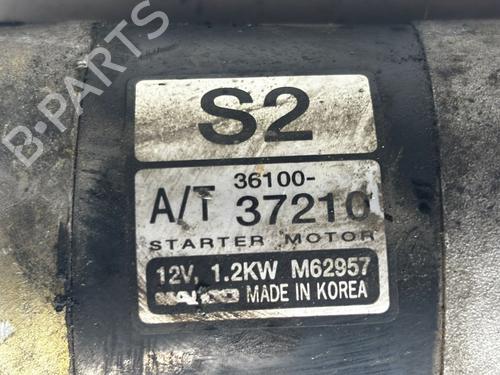 B-PARTS
S2
36100-
A/T 37210
STARTER MOTOR
12V, 1.2KW M62957
MADE IN KOREA